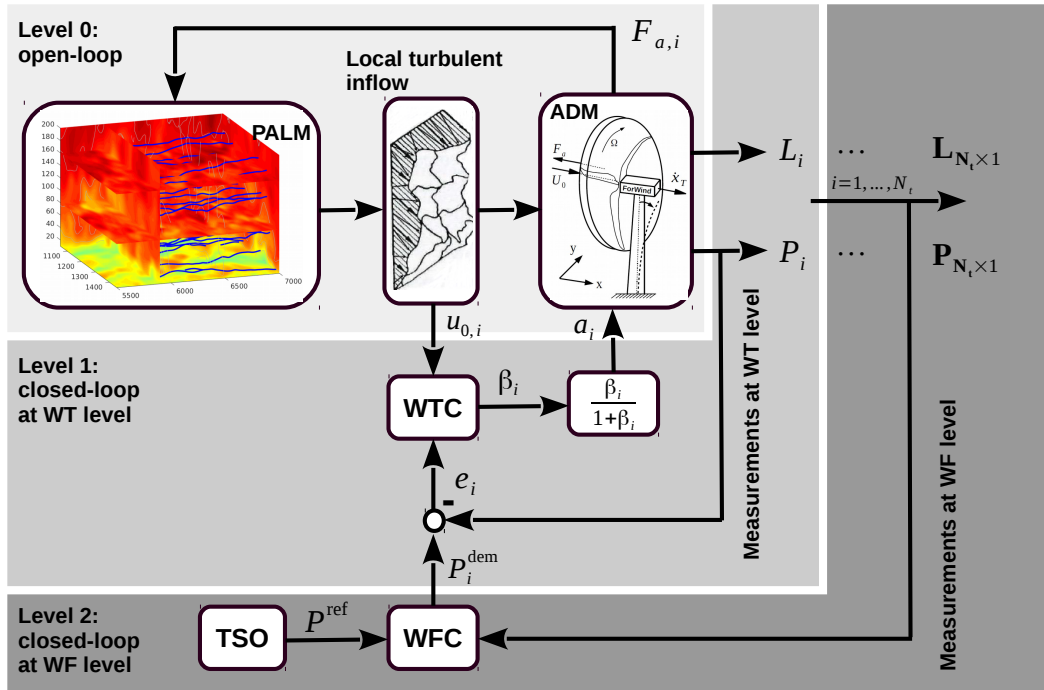 Level 0:
open-loop
F_{a,i}
Local turbulent
inflow
PALM
200
180
160
140
120
100
80
60
40
20
1100
1200
1300
1400
5500
6000
6500
7000
ADM
Ω
F_a
U_0
ẋ_T
ForWind
y
x
L_i
...
L_{N_t×1}
i=1,...,N_t
P_i
...
P_{N_t×1}
u_{0,i}
a_i
Level 1:
closed-loop
at WT level
WTC
β_i
β_i
1+β_i
e_i
-
P_i^{dem}
Measurements at WT level
Measurements at WF level
Level 2:
closed-loop
at WF level
TSO
P^{ref}
WFC